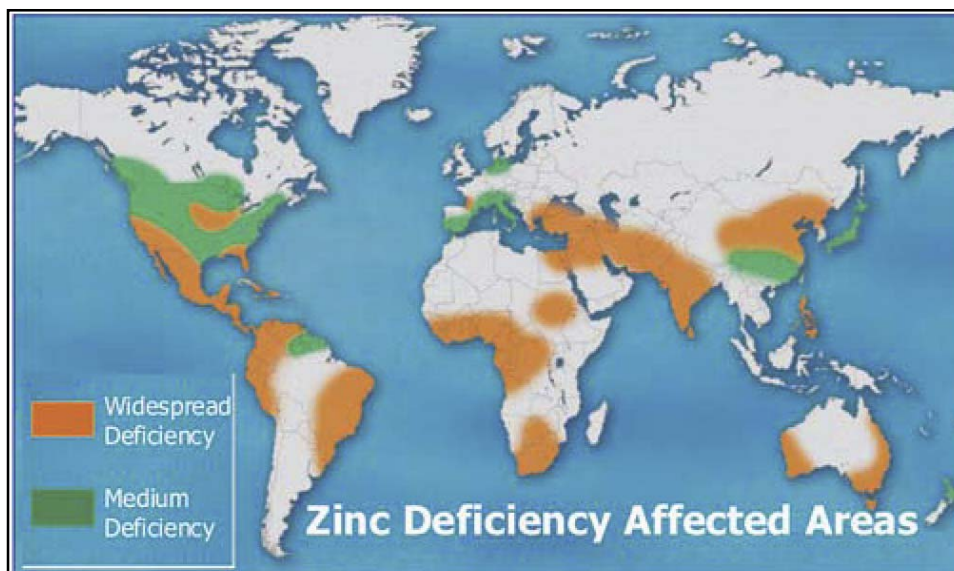 Widespread
Deficiency
Medium
Deficiency
Zinc Deficiency Affected Areas